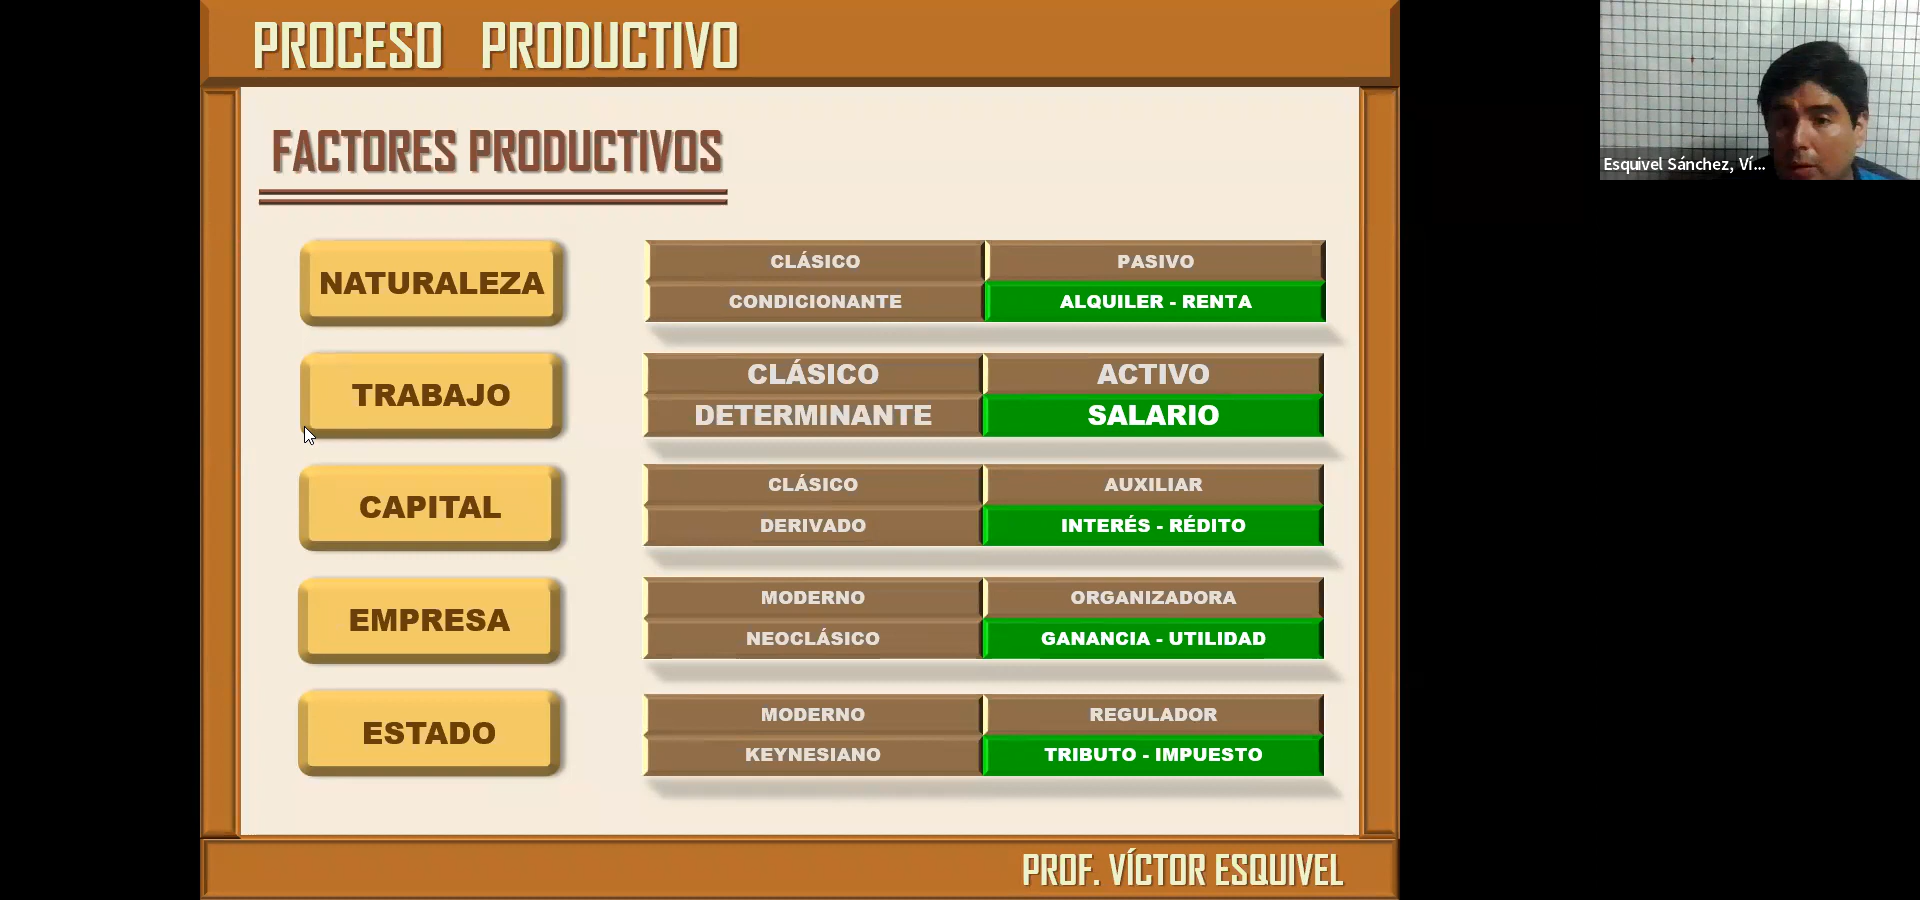 PROCESO PRODUCTIVO
Esquivel Sánchez, Ví...
FACTORES PRODUCTIVOS
NATURALEZA
CLÁSICO PASIVO
CONDICIONANTE ALQUILER - RENTA
TRABAJO
CLÁSICO ACTIVO
DETERMINANTE SALARIO
CAPITAL
CLÁSICO AUXILIAR
DERIVADO INTERÉS - RÉDITO
EMPRESA
MODERNO ORGANIZADORA
NEOCLÁSICO GANANCIA - UTILIDAD
ESTADO
MODERNO REGULADOR
KEYNESIANO TRIBUTO - IMPUESTO
PROF. VÍCTOR ESQUIVEL